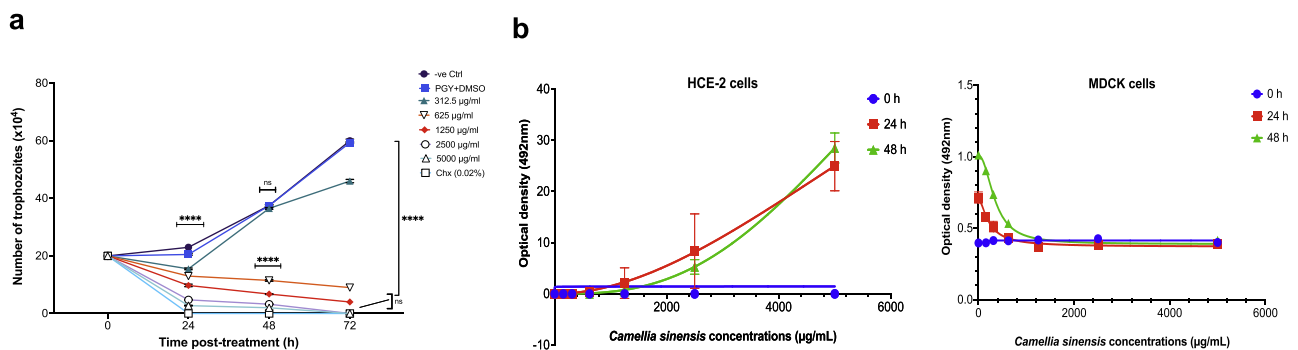 a
Number of trophozoites (x10⁴)
80
60
40
20
0
0
24
48
72
Time post-treatment (h)
****
ns
****
****
ns
-ve Ctrl
PGY+DMSO
312.5 µg/ml
625 µg/ml
1250 µg/ml
2500 µg/ml
5000 µg/ml
Chx (0.02%)
b
HCE-2 cells
Optical density (492nm)
40
30
20
10
0
-10
2000
4000
6000
Camellia sinensis concentrations (µg/mL)
0 h
24 h
48 h
MDCK cells
Optical density (492nm)
1.5
1.0
0.5
0.0
0
2000
4000
6000
Camellia sinensis concentrations (µg/mL)
0 h
24 h
48 h